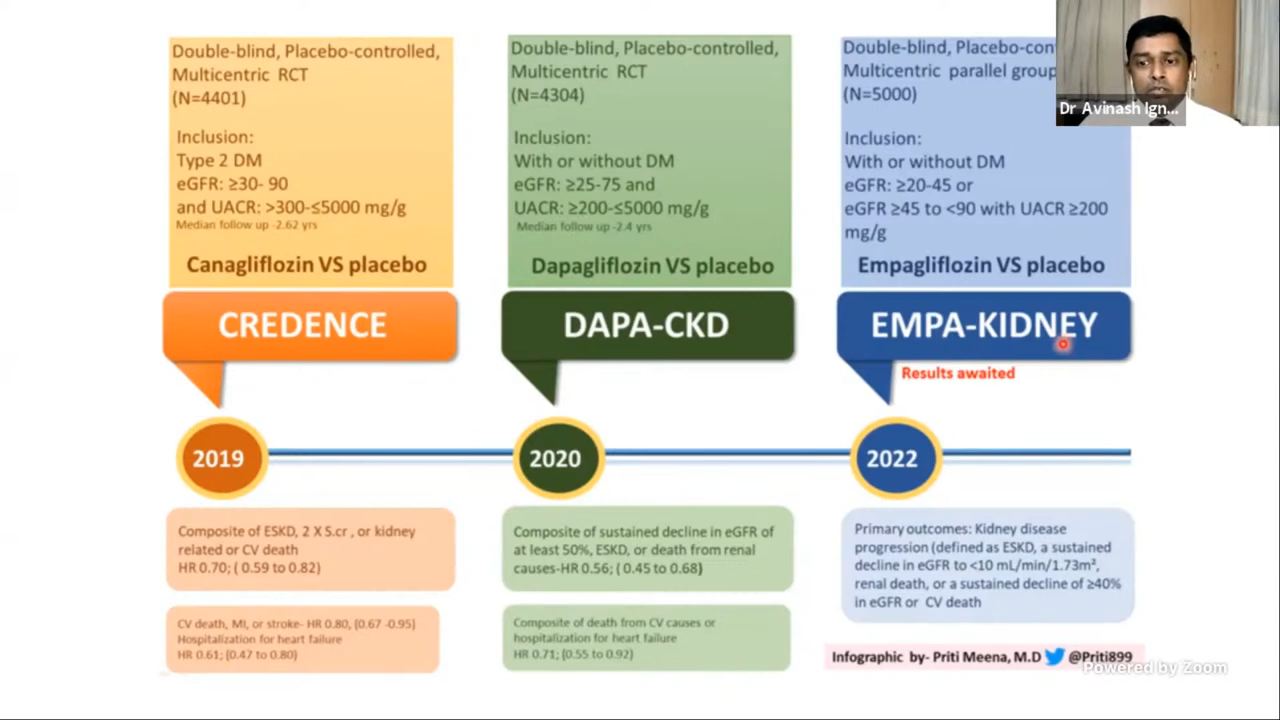 Double-blind, Placebo-controlled,
Multicentric RCT
(N=4401)
Inclusion:
Type 2 DM
eGFR: ≥30- 90
and UACR: >300-≤5000 mg/g
Median follow up -2.62 yrs
Canagliflozin VS placebo
CREDENCE
2019
Composite of ESKD, 2 X S.cr , or kidney
related or CV death
HR 0.70; ( 0.59 to 0.82)
CV death, MI, or stroke- HR 0.80, (0.67 -0.95)
Hospitalization for heart failure
HR 0.61; (0.47 to 0.80)
Double-blind, Placebo-controlled,
Multicentric RCT
(N=4304)
Inclusion:
With or without DM
eGFR: ≥25-75 and
UACR: ≥200-≤5000 mg/g
Median follow up -2.4 yrs
Dapagliflozin VS placebo
DAPA-CKD
2020
Composite of sustained decline in eGFR of
at least 50%, ESKD, or death from renal
causes-HR 0.56; ( 0.45 to 0.68)
Composite of death from CV causes or
hospitalization for heart failure
HR 0.71; (0.55 to 0.92)
Double-blind, Placebo-con
Multicentric parallel group
(N=5000)
Inclusion:
With or without DM
eGFR: ≥20-45 or
eGFR ≥45 to <90 with UACR ≥200
mg/g
Empagliflozin VS placebo
EMPA-KIDNEY
Results awaited
2022
Primary outcomes: Kidney disease
progression (defined as ESKD, a sustained
decline in eGFR to <10 mL/min/1.73m²,
renal death, or a sustained decline of ≥40%
in eGFR or CV death
Infographic by- Priti Meena, M.D @Priti899
Dr Avinash Ign...
Powered by Zoom